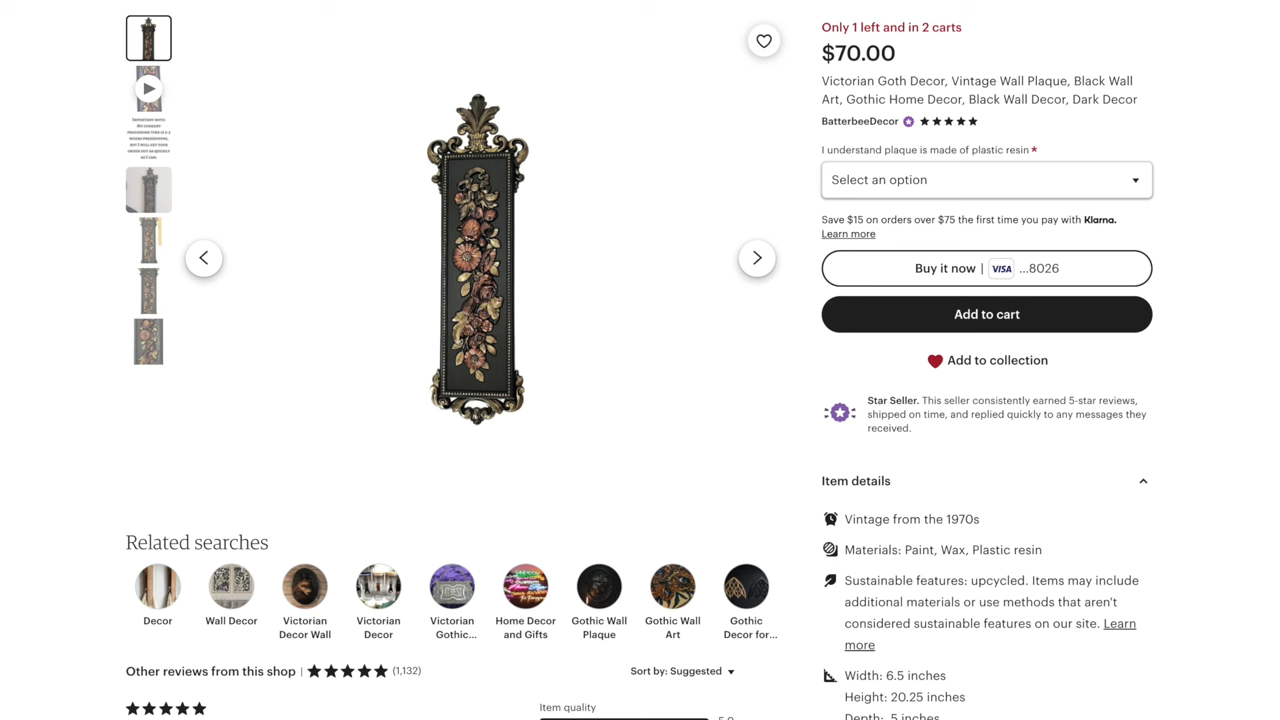 Only 1 left and in 2 carts
$70.00
Victorian Goth Decor, Vintage Wall Plaque, Black Wall
Art, Gothic Home Decor, Black Wall Decor, Dark Decor
BatterbeeDecor
I understand plaque is made of plastic resin *
Select an option
Save $15 on orders over $75 the first time you pay with Klarna.
Learn more
Buy it now | VISA ...8026
Add to cart
Add to collection
Star Seller. This seller consistently earned 5-star reviews,
shipped on time, and replied quickly to any messages they
received.
Item details
Vintage from the 1970s
Materials: Paint, Wax, Plastic resin
Sustainable features: upcycled. Items may include
additional materials or use methods that aren't
considered sustainable features on our site. Learn
more
Width: 6.5 inches
Height: 20.25 inches
Depth: .5 inches
Related searches
Decor
Wall Decor
Victorian
Decor Wall
Victorian
Decor
Victorian
Gothic...
Home Decor
and Gifts
Gothic Wall
Plaque
Gothic Wall
Art
Gothic
Decor for...
Other reviews from this shop | (1,132)
Sort by: Suggested
Item quality
5.0